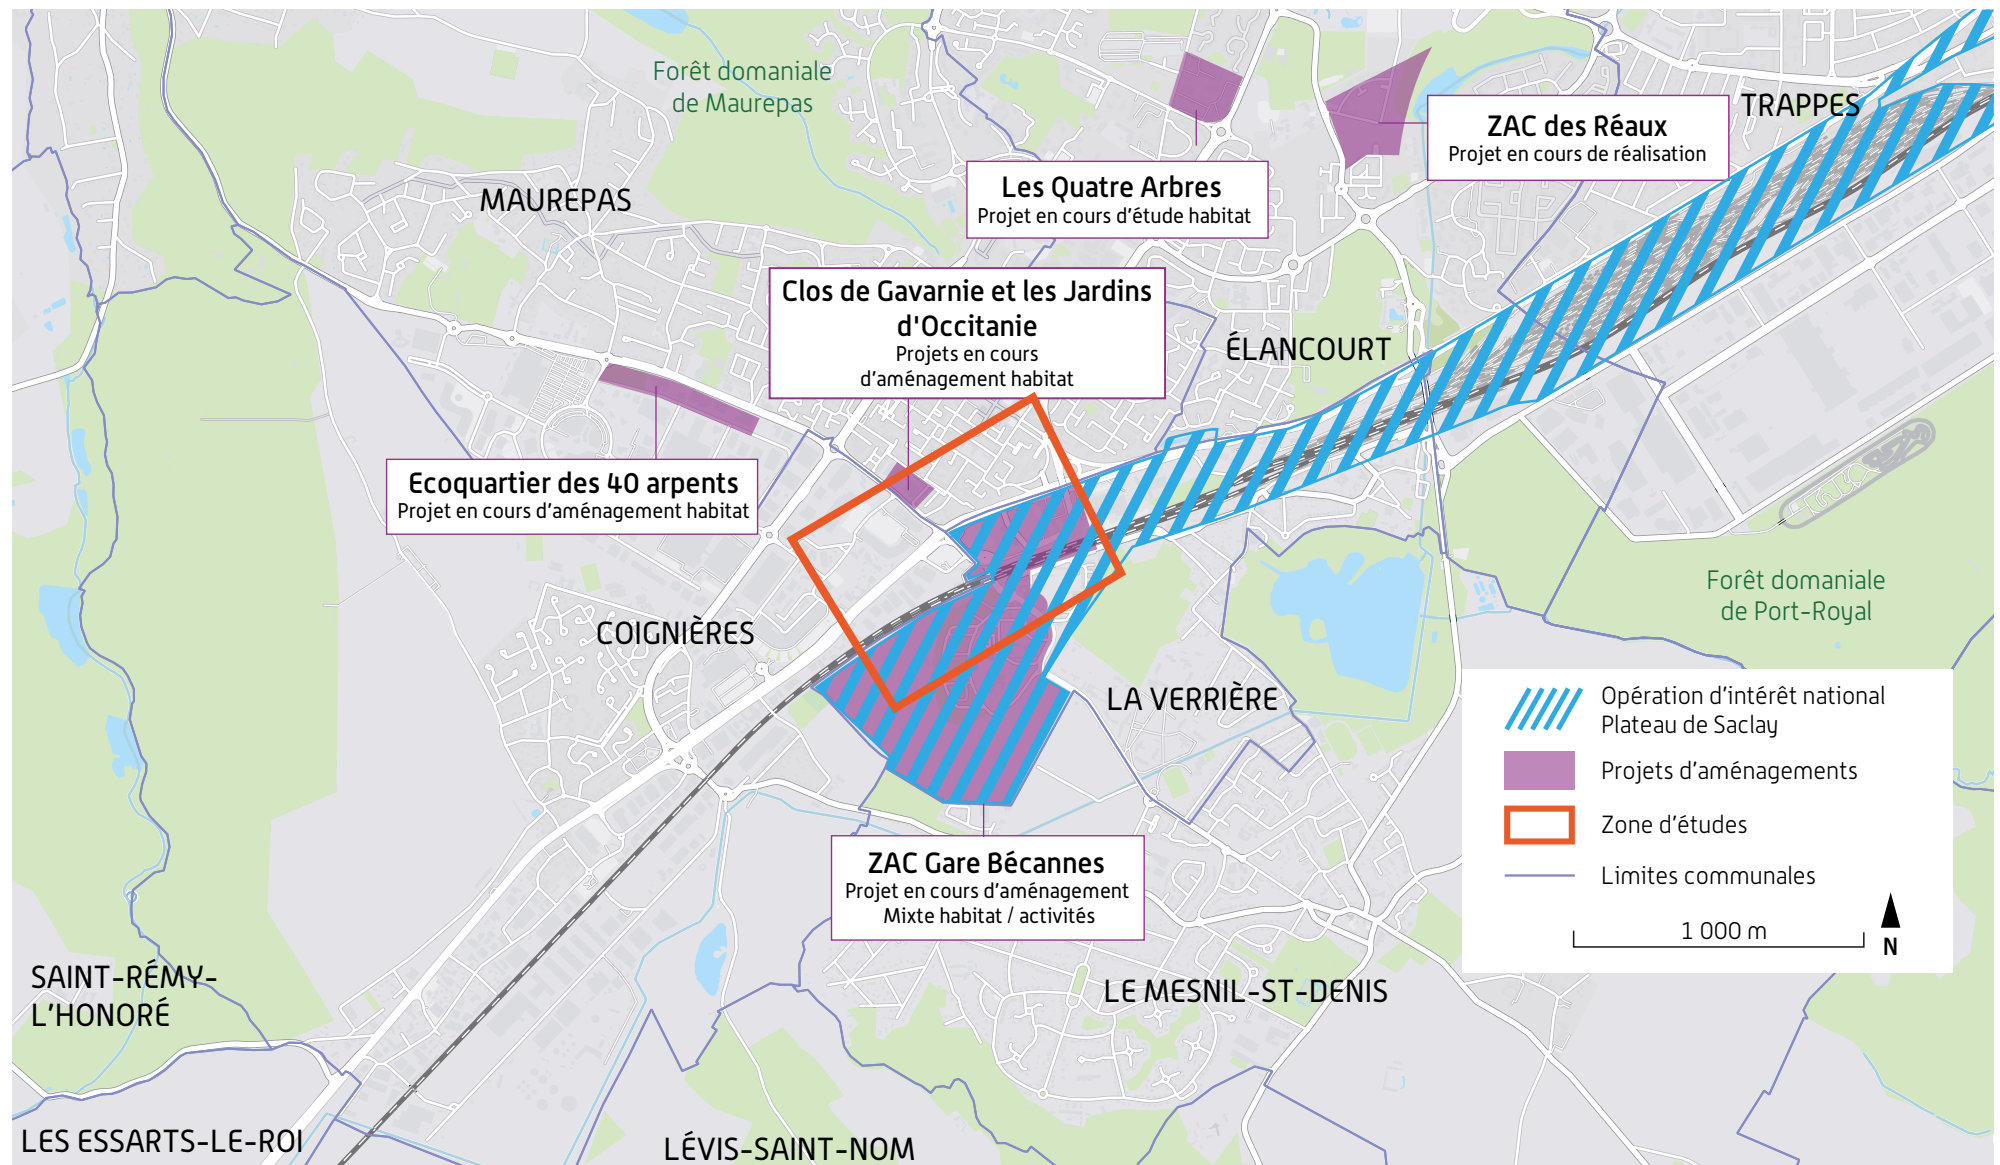 Forêt domaniale
de Maurepas
TRAPPES
ZAC des Réaux
Projet en cours de réalisation
MAUREPAS
Les Quatre Arbres
Projet en cours d'étude habitat
Clos de Gavarnie et les Jardins
d'Occitanie
Projets en cours
d'aménagement habitat
ÉLANCOURT
Ecoquartier des 40 arpents
Projet en cours d'aménagement habitat
Forêt domaniale
de Port-Royal
COIGNIÈRES
LA VERRIÈRE
Opération d'intérêt national
Plateau de Saclay
Projets d'aménagements
Zone d'études
Limites communales
1 000 m
N
ZAC Gare Bécannes
Projet en cours d'aménagement
Mixte habitat / activités
SAINT-RÉMY-
L'HONORÉ
LE MESNIL-ST-DENIS
LES ESSARTS-LE-ROI
LÉVIS-SAINT-NOM